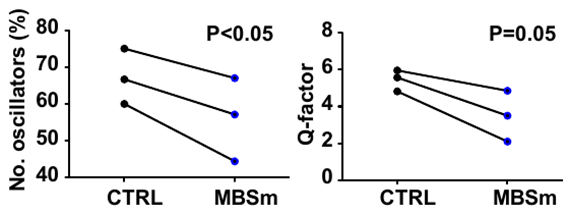 No. oscillators (%)
80
70
60
50
40
P<0.05
CTRL MBSm
Q-factor
8
6
4
2
0
P=0.05
CTRL MBSm